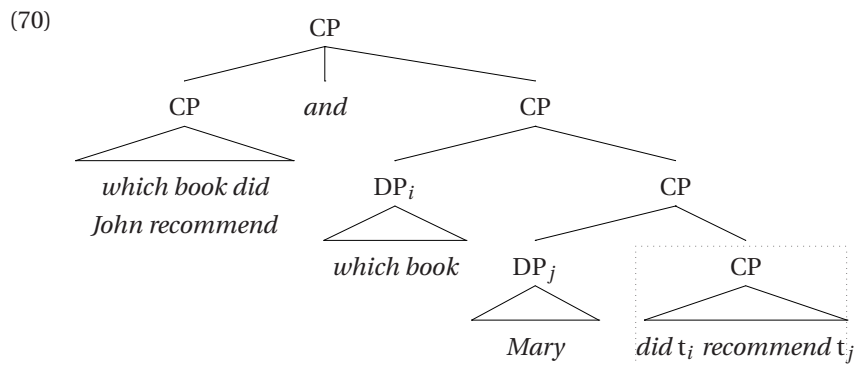 (70)
CP
CP and CP
which book did
John recommend
DPi CP
which book
DPj CP
Mary did ti recommend tj